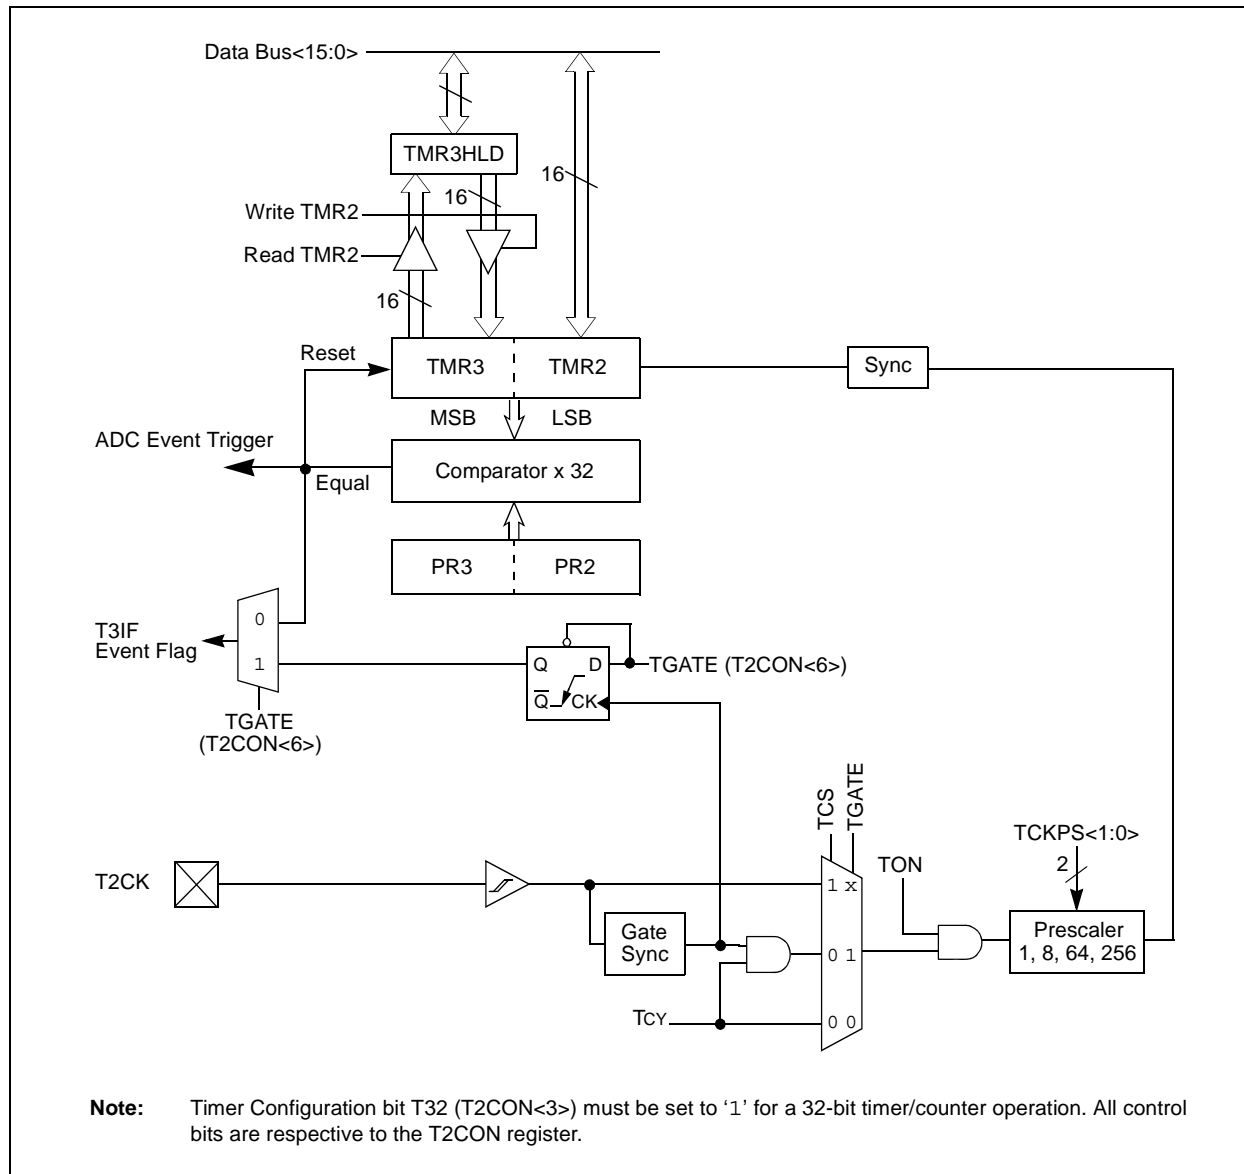 Data Bus<15:0>
TMR3HLD
16
16
Write TMR2
Read TMR2
16
Reset
TMR3
TMR2
Sync
MSB
LSB
ADC Event Trigger
Equal
Comparator x 32
PR3
PR2
0
T3IF
Event Flag
1
Q
D
TGATE (T2CON<6>)
Q
CK
TGATE
(T2CON<6>)
TCS
TGATE
TCKPS<1:0>
2
TON
T2CK
1 x
Gate
Sync
0 1
Prescaler
1, 8, 64, 256
TCY
0 0
Note: Timer Configuration bit T32 (T2CON<3>) must be set to ‘1’ for a 32-bit timer/counter operation. All control
bits are respective to the T2CON register.